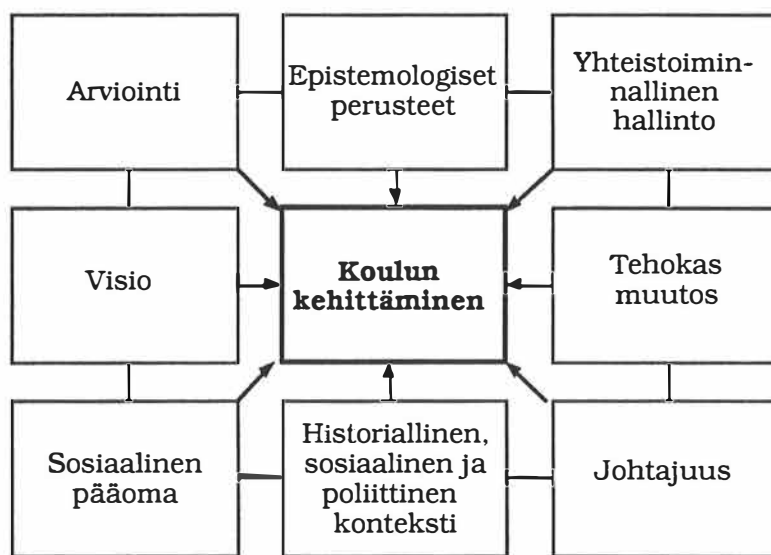 Arviointi
Epistemologiset
perusteet
Yhteistoimin-
nallinen
hallinto
Visio
Koulun
kehittäminen
Tehokas
muutos
Sosiaalinen
pääoma
Historiallinen,
sosiaalinen ja
poliittinen
konteksti
Johtajuus